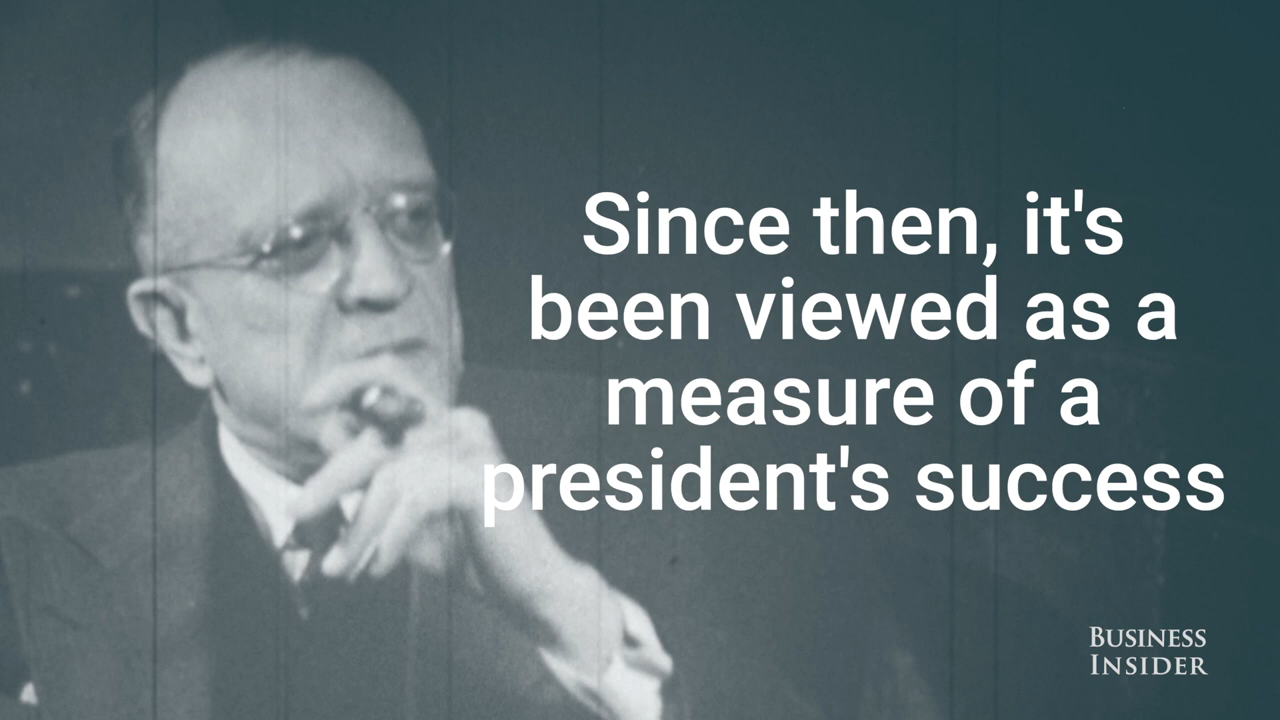 Since then, it's
been viewed as a
measure of a
president's success
BUSINESS
INSIDER